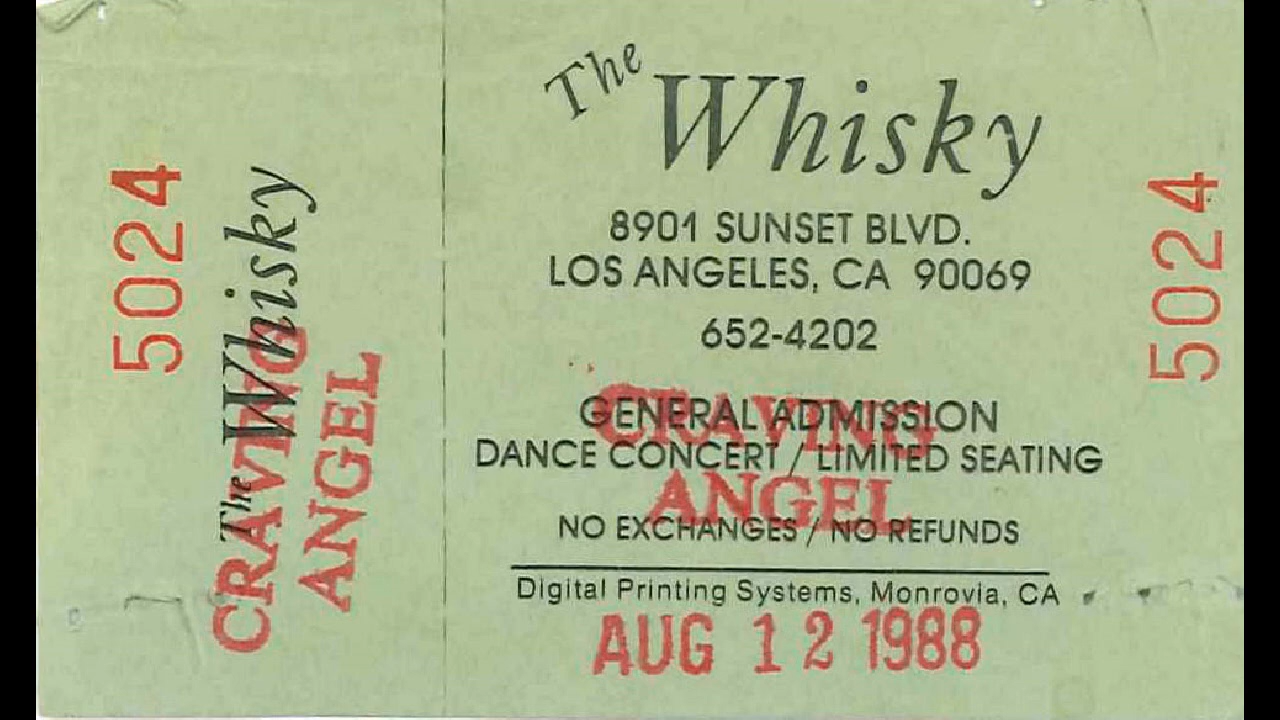 5024
The Whisky
CRAVING
ANGEL
The Whisky
8901 SUNSET BLVD.
LOS ANGELES, CA 90069
652-4202
GENERAL ADMISSION
CRAVING
DANCE CONCERT / LIMITED SEATING
ANGEL
NO EXCHANGES / NO REFUNDS
Digital Printing Systems, Monrovia, CA
AUG 12 1988
5024